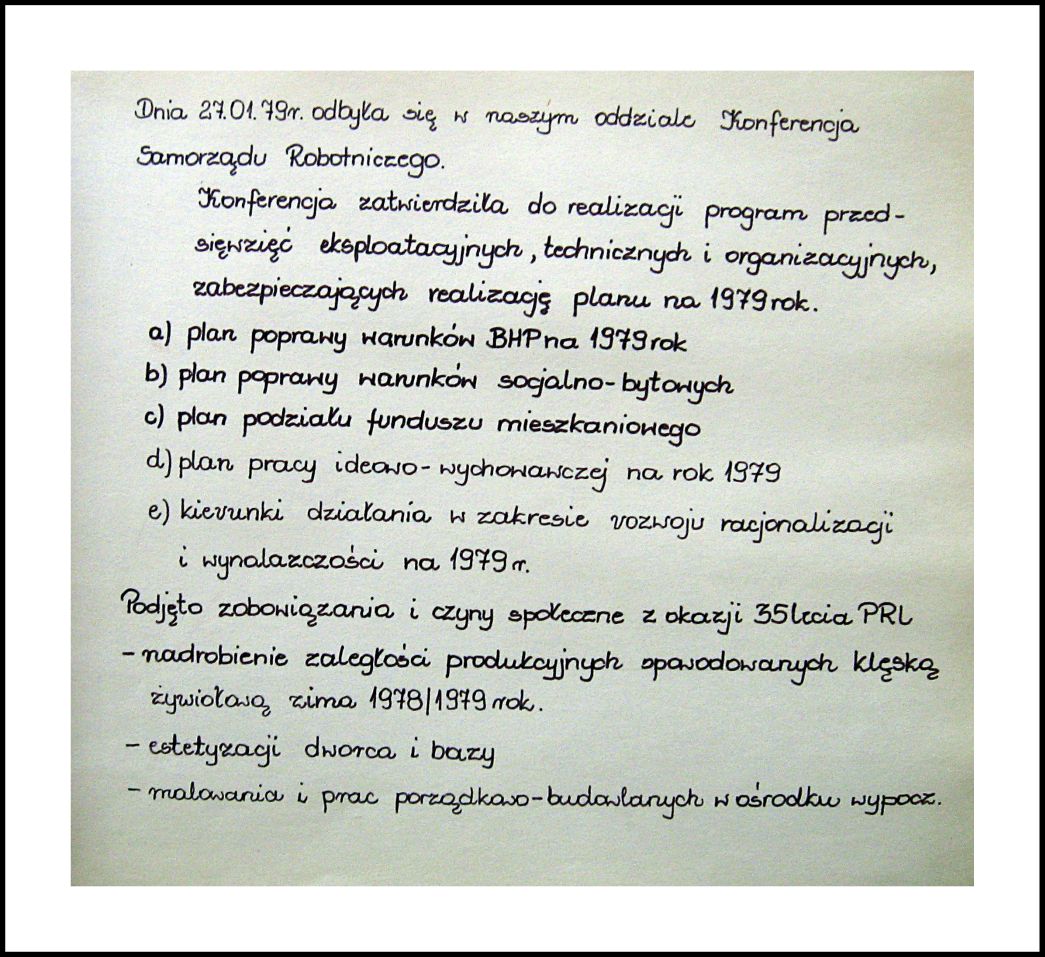 Dnia 27.01.79r. odbyła się w naszym oddziale Konferencja
Samorządu Robotniczego.
Konferencja zatwierdziła do realizacji program przed-
sięwzięć eksploatacyjnych, technicznych i organizacyjnych,
zabezpieczających realizację planu na 1979 rok.
a) plan poprawy warunków BHP na 1979 rok
b) plan poprawy warunków socjalno-bytowych
c) plan podziału funduszu mieszkaniowego
d) plan pracy ideowo-wychowawczej na rok 1979
e) kierunki działania w zakresie rozwoju racjonalizacji
i wynalazczości na 1979 r.
Podjęto zobowiązania i czyny społeczne z okazji 35lecia PRL
- nadrobienie zaległości produkcyjnych spowodowanych klęską
żywiołową zima 1978/1979 rok.
- estetyzacji dworca i bazy
- malowania i prac porządkowo-budowlanych w ośrodku wypocz.